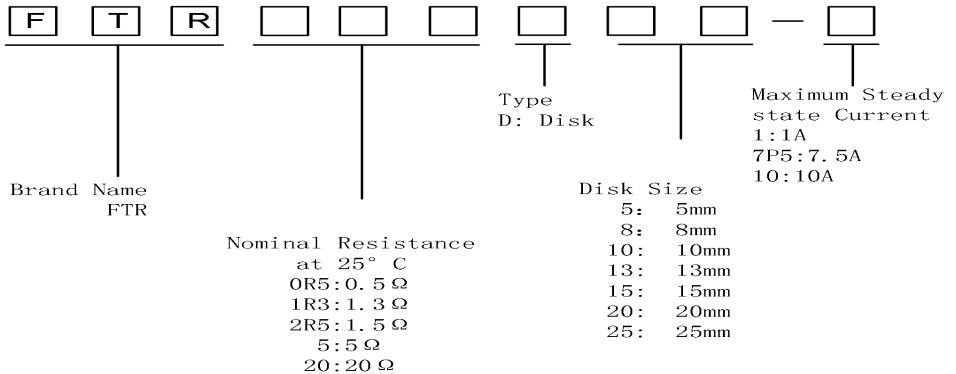 F T R —
Type
D: Disk
Maximum Steady
state Current
1:1A
7P5:7.5A
10:10A
Brand Name
FTR
Disk Size
5: 5mm
8: 8mm
10: 10mm
13: 13mm
15: 15mm
20: 20mm
25: 25mm
Nominal Resistance
at 25° C
0R5:0.5Ω
1R3:1.3Ω
2R5:1.5Ω
5:5Ω
20:20Ω